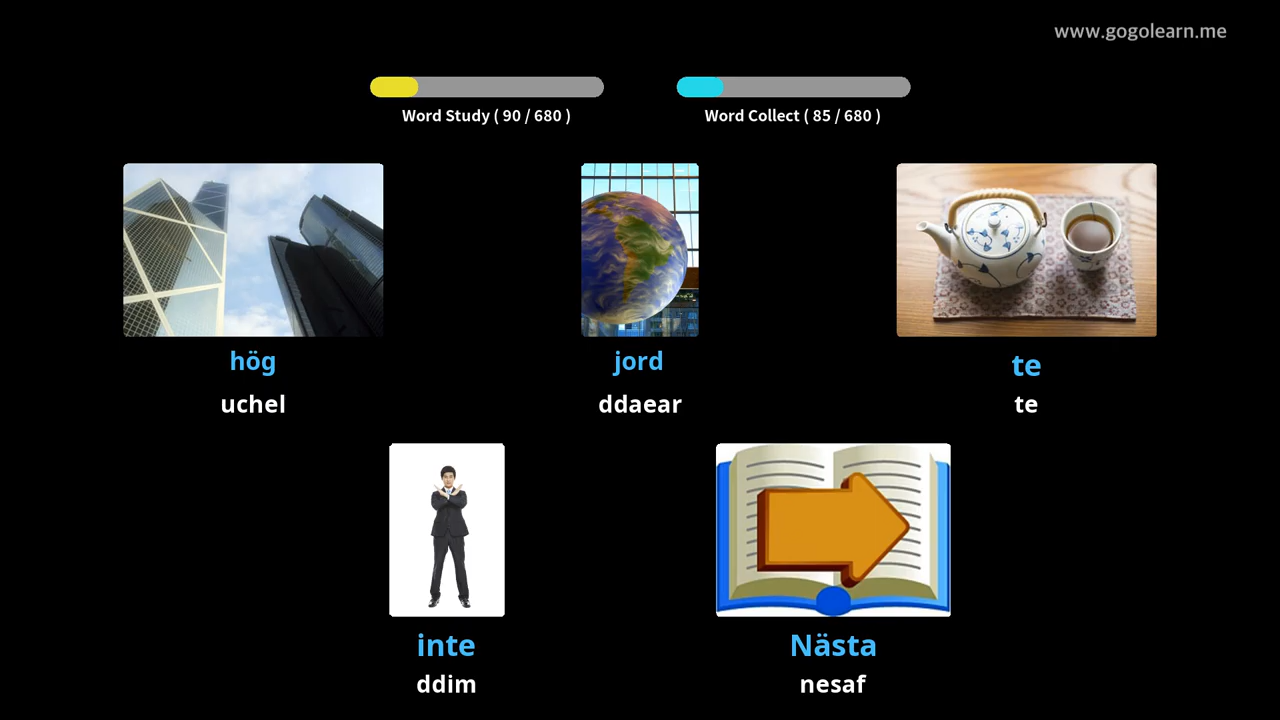 www.gogolearn.me
Word Study ( 90 / 680 )
Word Collect ( 85 / 680 )
hög
jord
te
uchel
ddaear
te
inte
Nästa
ddim
nesaf